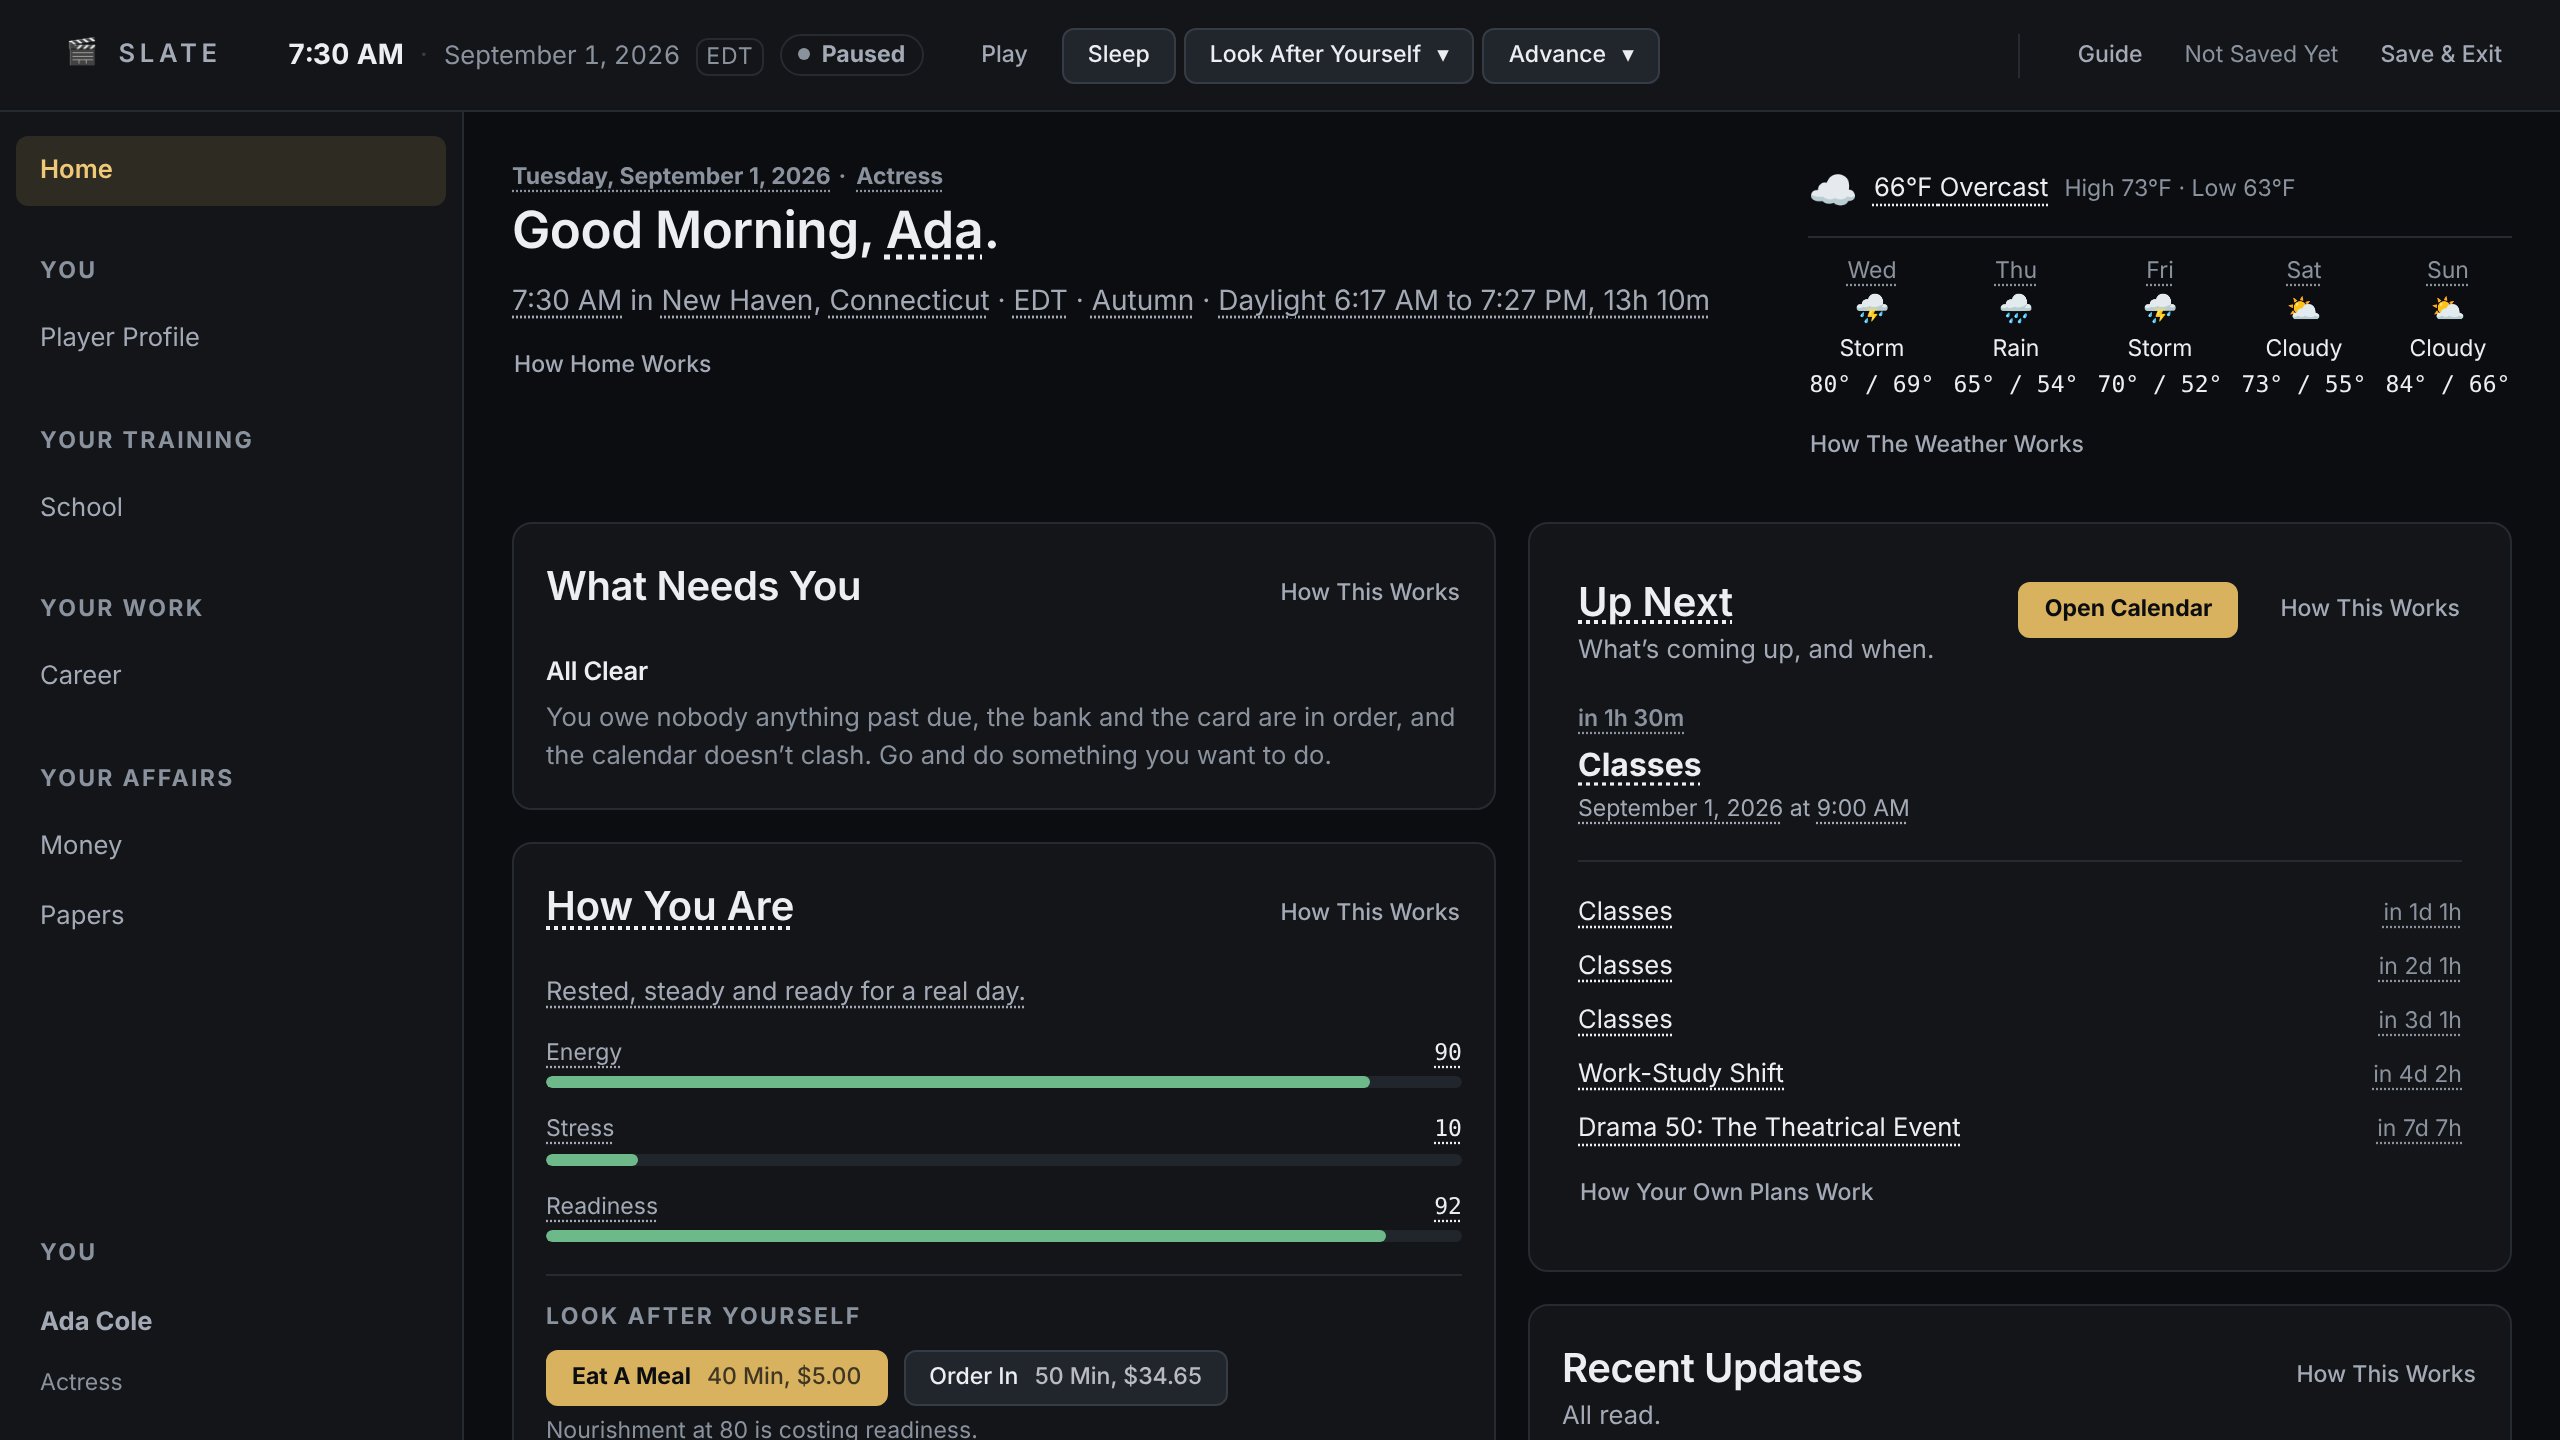 SLATE
7:30 AM · September 1, 2026 EDT Paused
Play
Sleep
Look After Yourself ▾
Advance ▾
Guide
Not Saved Yet
Save & Exit
Home
YOU
Player Profile
YOUR TRAINING
School
YOUR WORK
Career
YOUR AFFAIRS
Money
Papers
YOU
Ada Cole
Actress
Tuesday, September 1, 2026 · Actress
Good Morning, Ada.
7:30 AM in New Haven, Connecticut · EDT · Autumn · Daylight 6:17 AM to 7:27 PM, 13h 10m
How Home Works
66°F Overcast High 73°F · Low 63°F
Wed Thu Fri Sat Sun
Storm Rain Storm Cloudy Cloudy
80° / 69° 65° / 54° 70° / 52° 73° / 55° 84° / 66°
How The Weather Works
What Needs You
How This Works
All Clear
You owe nobody anything past due, the bank and the card are in order, and
the calendar doesn’t clash. Go and do something you want to do.
How You Are
How This Works
Rested, steady and ready for a real day.
Energy 90
Stress 10
Readiness 92
LOOK AFTER YOURSELF
Eat A Meal 40 Min, $5.00
Order In 50 Min, $34.65
Nourishment at 80 is costing readiness.
Up Next
Open Calendar
How This Works
What’s coming up, and when.
in 1h 30m
Classes
September 1, 2026 at 9:00 AM
Classes in 1d 1h
Classes in 2d 1h
Classes in 3d 1h
Work-Study Shift in 4d 2h
Drama 50: The Theatrical Event in 7d 7h
How Your Own Plans Work
Recent Updates
How This Works
All read.